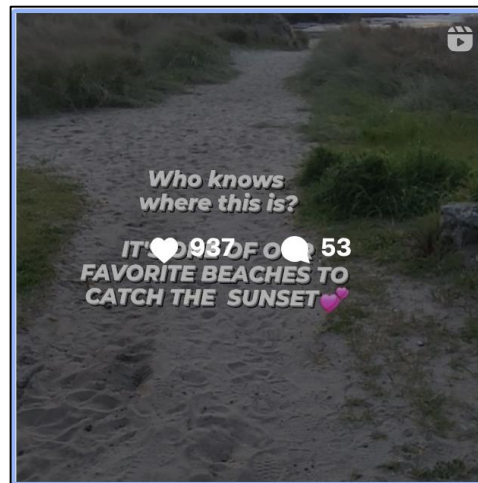 Who knows
where this is?
937 53
IT'S OF
FAVORITE BEACHES TO
CATCH THE SUNSET💕